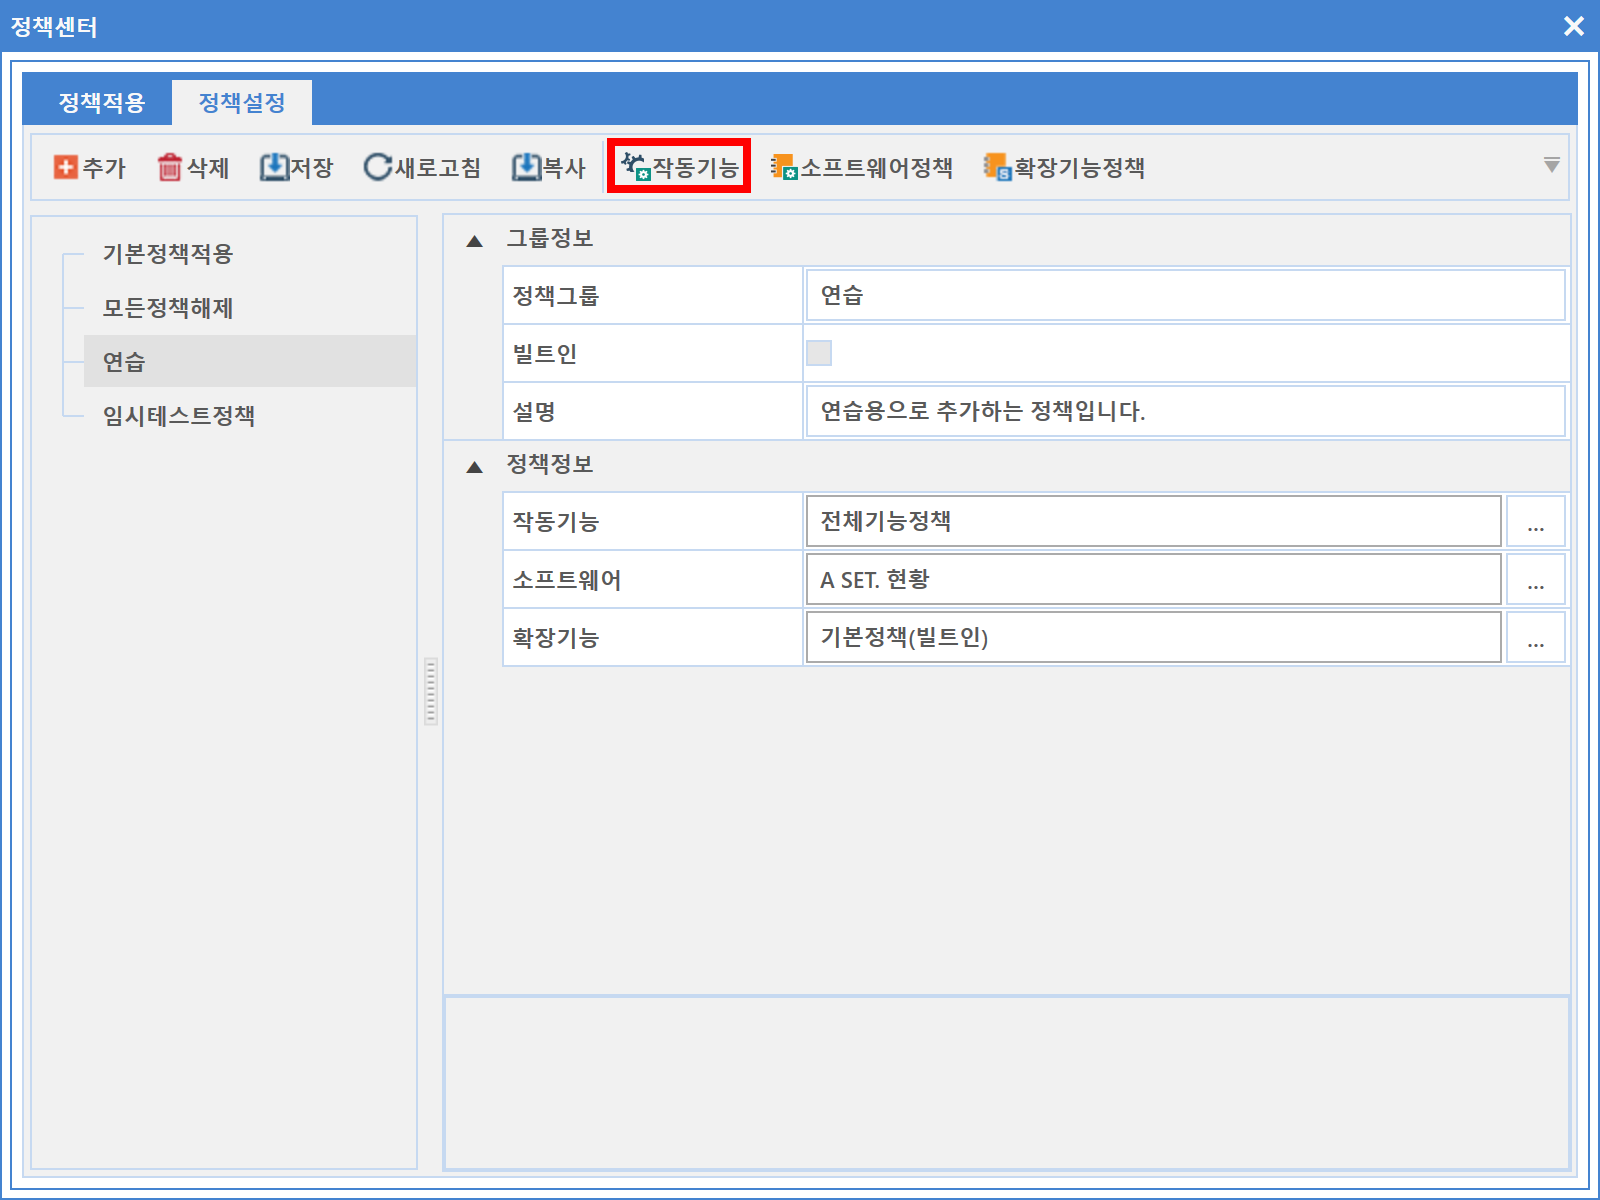 정책센터
정책적용 정책설정
추가 삭제 저장 새로고침 복사 작동기능 소프트웨어정책 확장기능정책
기본정책적용
모든정책해제
연습
임시테스트정책
그룹정보
정책그룹 연습
빌트인
설명 연습용으로 추가하는 정책입니다.
정책정보
작동기능 전체기능정책 ...
소프트웨어 A SET. 현황 ...
확장기능 기본정책(빌트인) ...